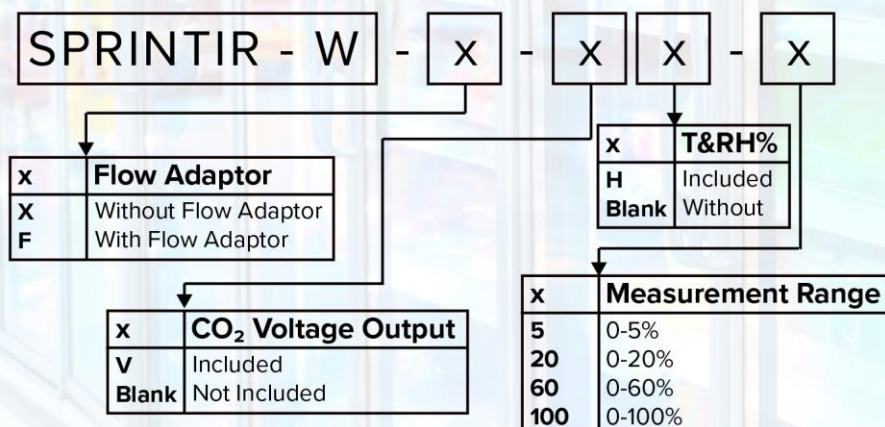 SPRINTIR - W - x - x x - x
x T&RH%
H Included
Blank Without
x Flow Adaptor
X Without Flow Adaptor
F With Flow Adaptor
x CO₂ Voltage Output
V Included
Blank Not Included
x Measurement Range
5 0-5%
20 0-20%
60 0-60%
100 0-100%